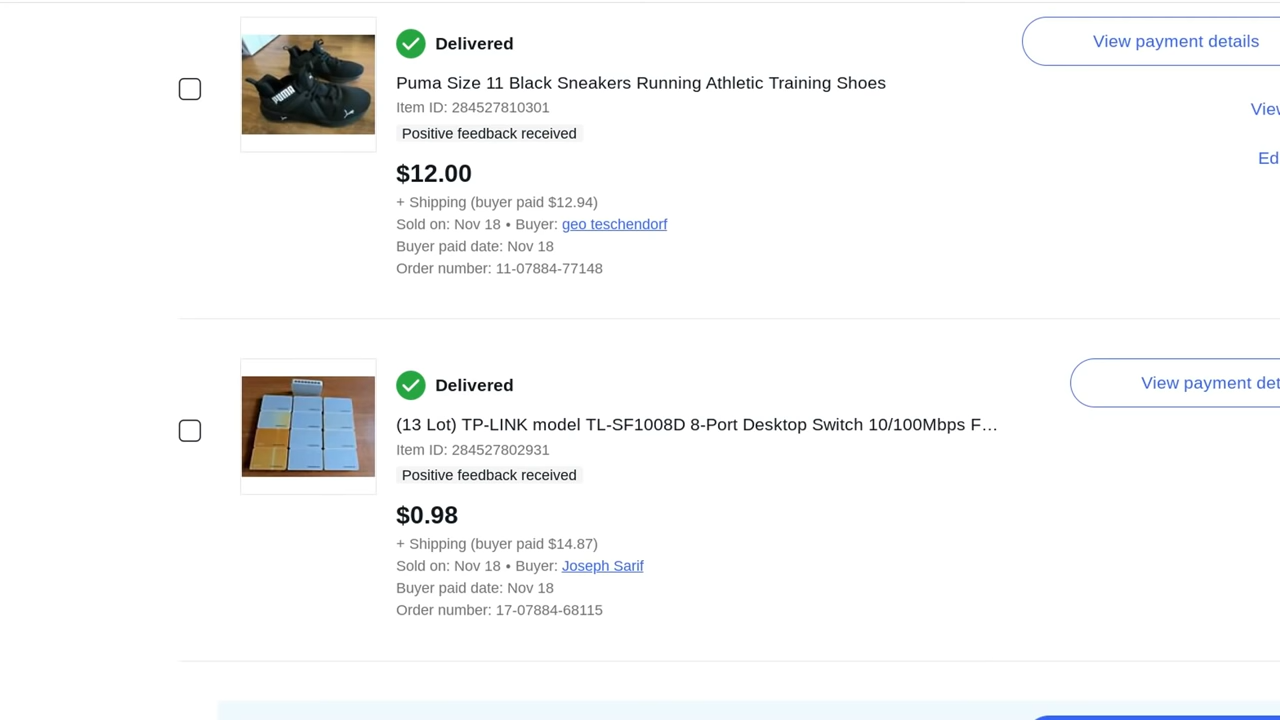 Delivered
View payment details
Puma Size 11 Black Sneakers Running Athletic Training Shoes
Item ID: 284527810301
Positive feedback received
$12.00
+ Shipping (buyer paid $12.94)
Sold on: Nov 18 • Buyer: geo teschendorf
Buyer paid date: Nov 18
Order number: 11-07884-77148
PUMA
Delivered
View payment det
(13 Lot) TP-LINK model TL-SF1008D 8-Port Desktop Switch 10/100Mbps F…
Item ID: 284527802931
Positive feedback received
$0.98
+ Shipping (buyer paid $14.87)
Sold on: Nov 18 • Buyer: Joseph Sarif
Buyer paid date: Nov 18
Order number: 17-07884-68115